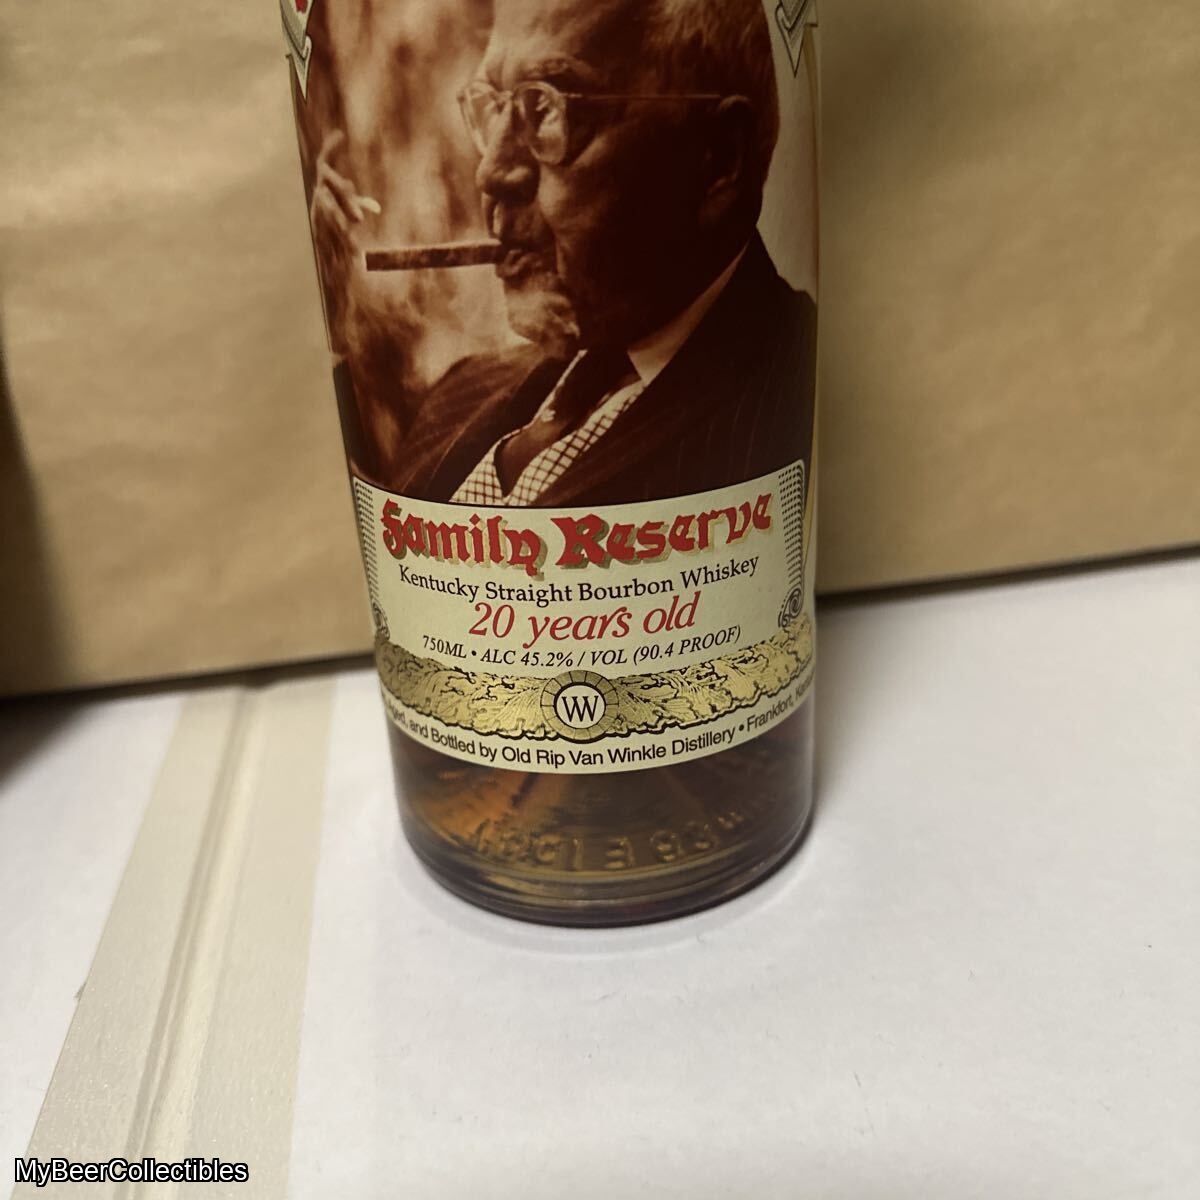 Family Reserve
Kentucky Straight Bourbon Whiskey
20 years old
750ML • ALC 45.2% / VOL (90.4 PROOF)
VW
and Bottled by Old Rip Van Winkle Distillery • Frankfort,
MyBeerCollectibles